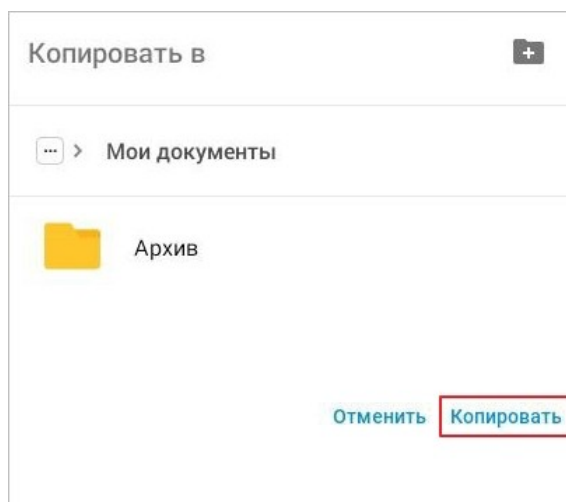 Копировать в
... > Мои документы
Архив
Отменить Копировать